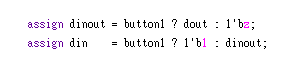 assign dinout = button1 ? dout : 1'bz;
assign din    = button1 ? 1'b1 : dinout;